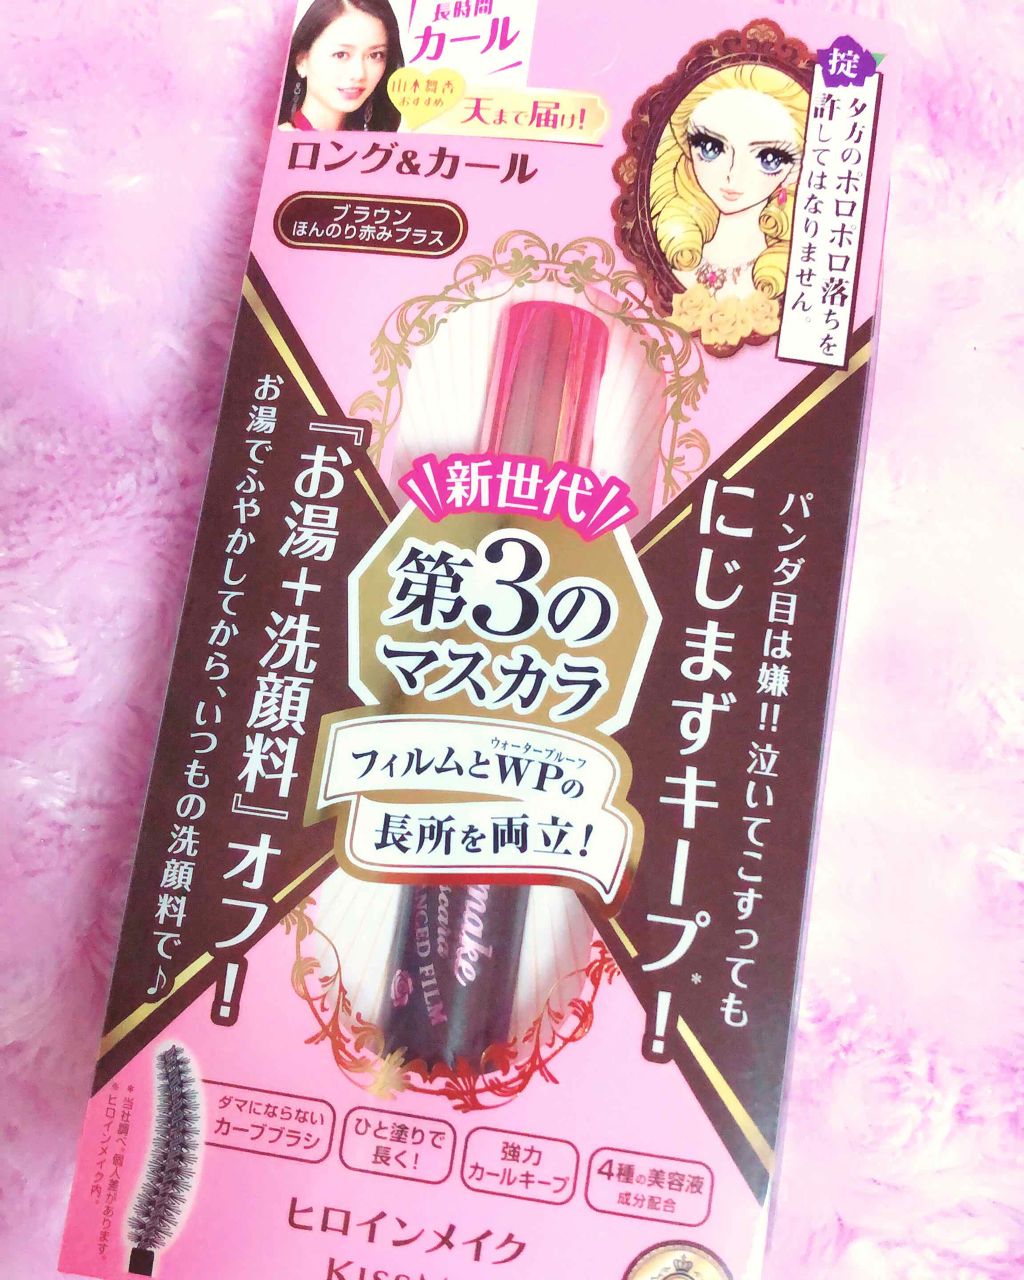 長時間
カール
山本舞香
おすすめ
天まで届け!
ロング&カール
ブラウン
ほんのり赤みプラス
掟
夕方のポロポロ落ちを
許してはなりません。
パンダ目は嫌!!泣いてこすっても
にじまずキープ*!
『お湯+洗顔料』オフ!
お湯でふやかしてから、いつもの洗顔料で♪
新世代
第3の
マスカラ
ウォータープルーフ
フィルムとWPの
長所を両立!
make
NCED FILM
ダマにならない
カーブブラシ
ひと塗りで
長く!
強力
カールキープ
4種の美容液
成分配合
*当社調べ。個人差があります。
※ヒロインメイク内。
ヒロインメイク